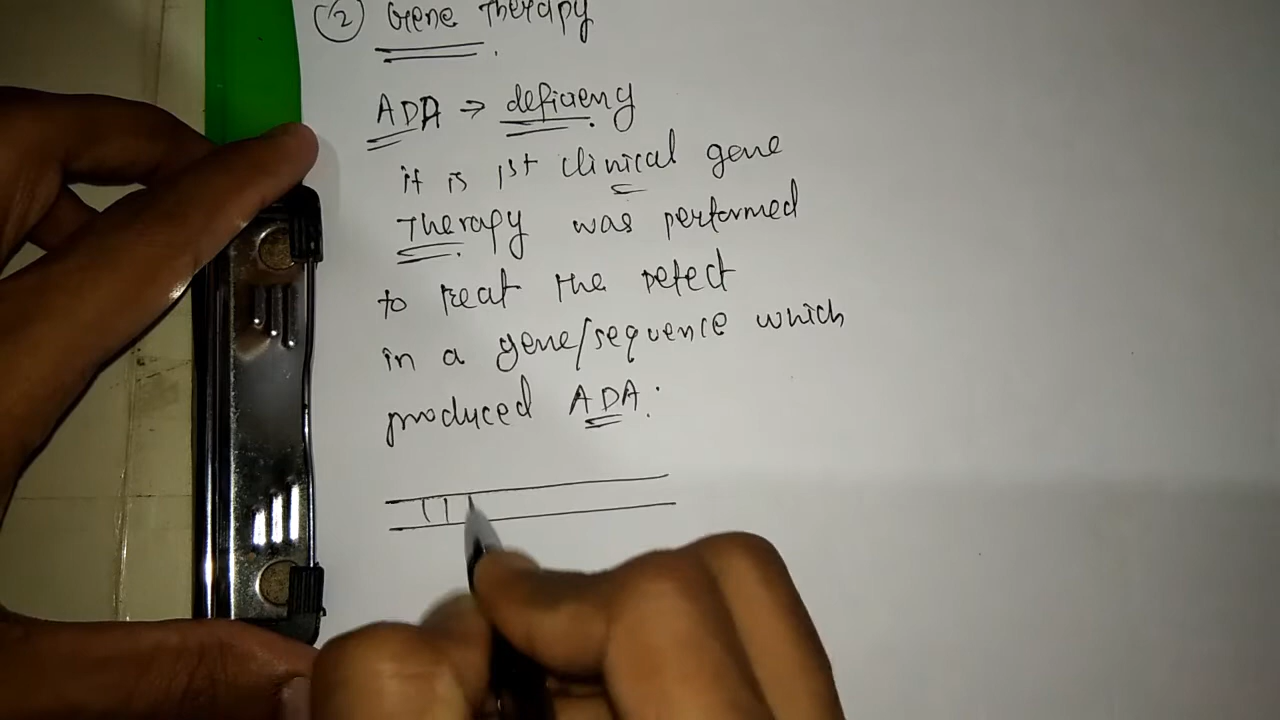 (2) Gene Therapy
ADA → deficieny
it is 1st clinical gene
Therapy was performed
to treat the defect
in a gene/sequence which
produced ADA.